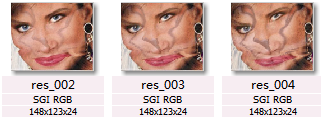 res_002 res_003 res_004
SGI RGB SGI RGB SGI RGB
148x123x24 148x123x24 148x123x24